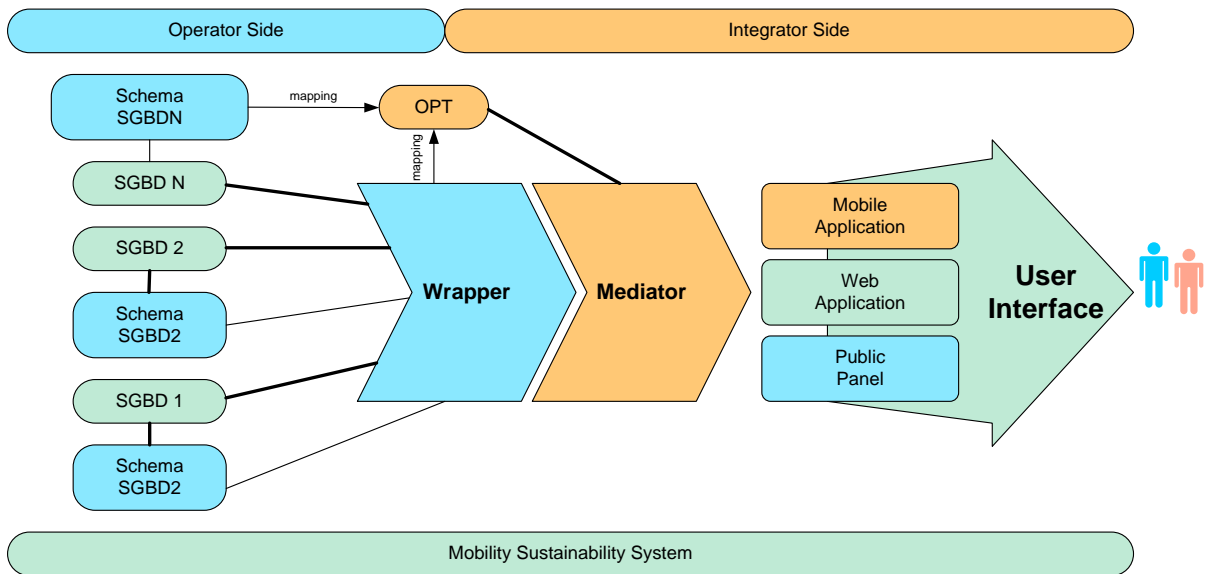 Operator Side
Integrator Side
Schema
SGBDN
mapping
OPT
mapping
SGBD N
SGBD 2
Schema
SGBD2
SGBD 1
Schema
SGBD2
Wrapper
Mediator
Mobile
Application
Web
Application
Public
Panel
User
Interface
Mobility Sustainability System